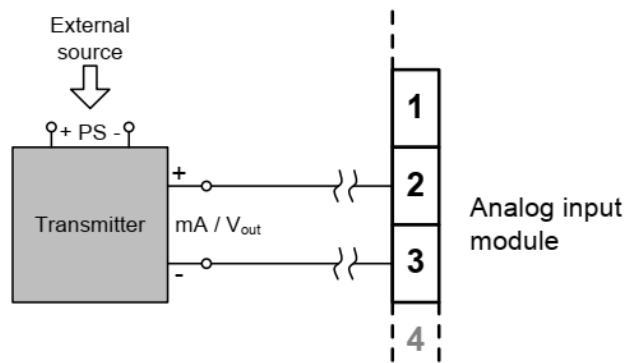 External
source
+ PS -
1
+
2
Transmitter
mA / Vout
Analog input
module
-
3
4